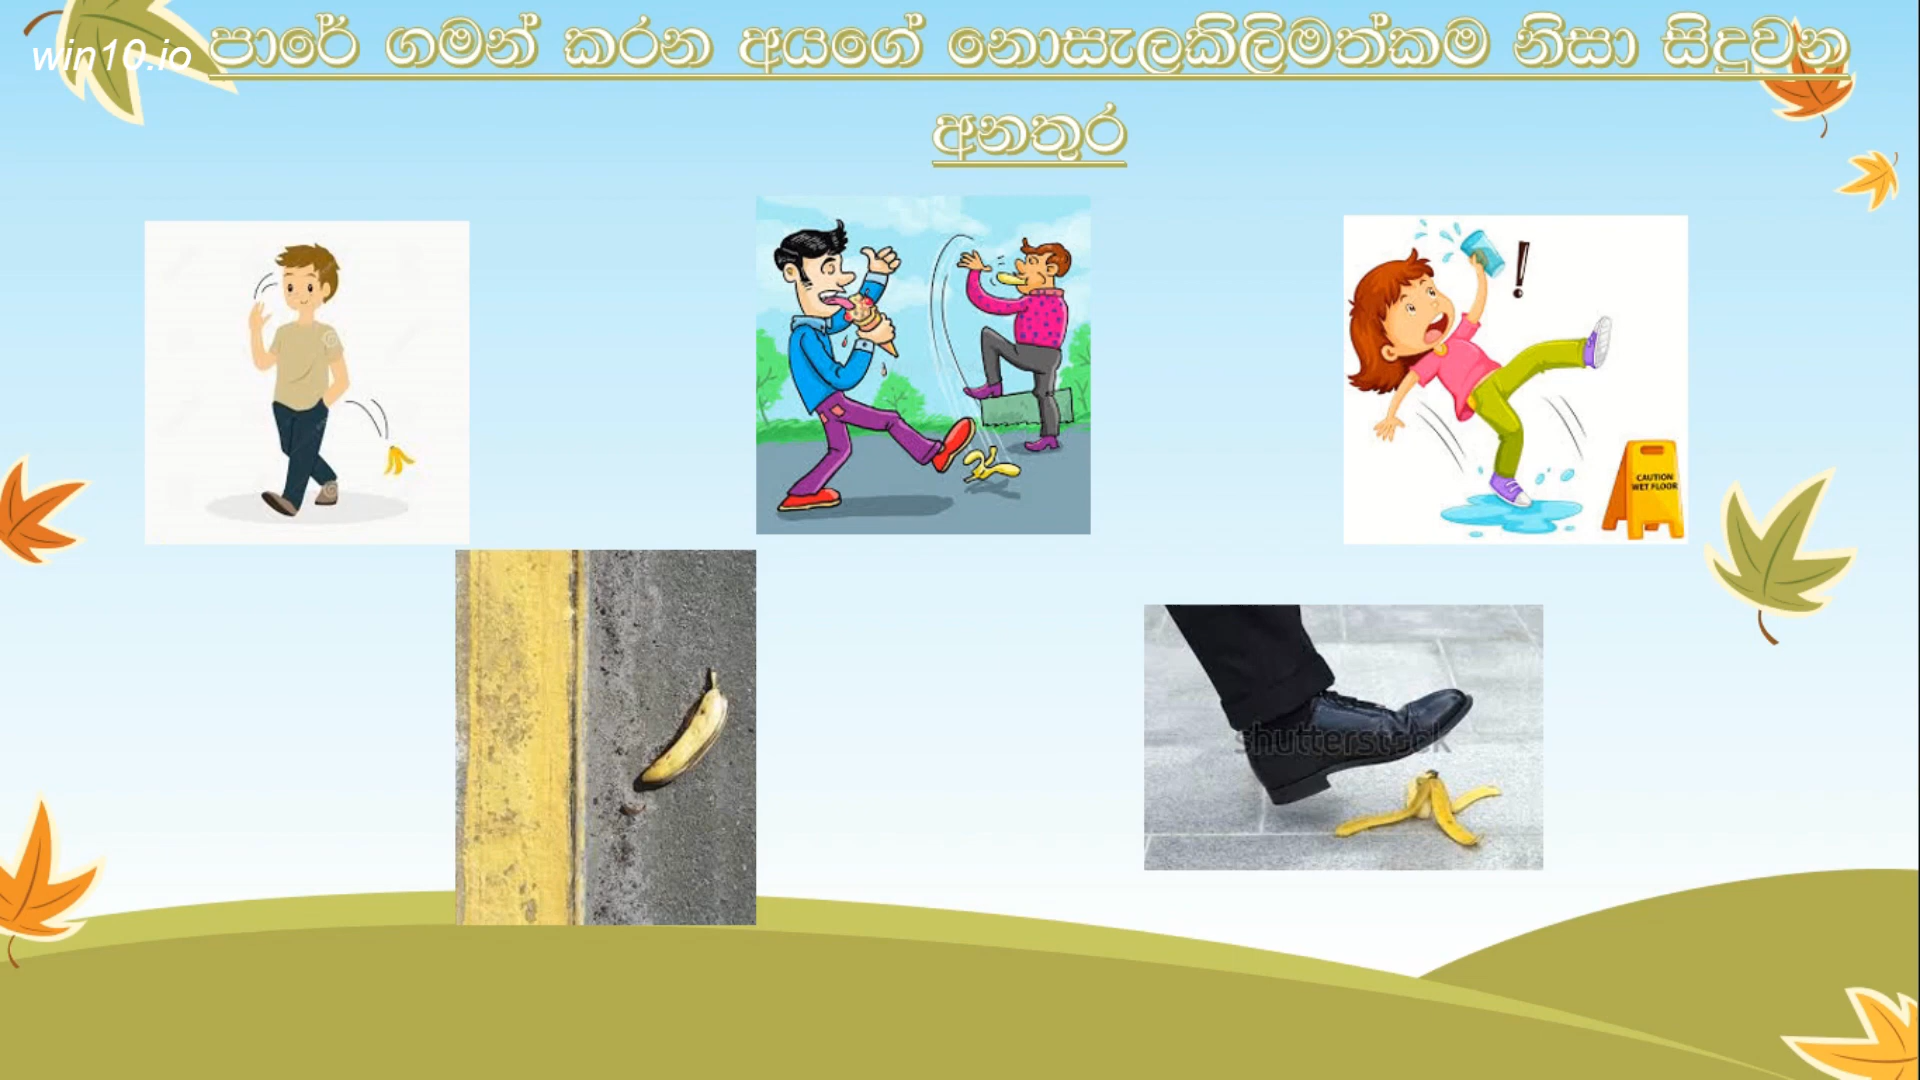 win10.io
පාරේ ගමන් කරන අයගේ නොසැලකිලිමත්කම නිසා සිදුවන
අනතුර
CAUTION
WET FLOOR
shutterstock